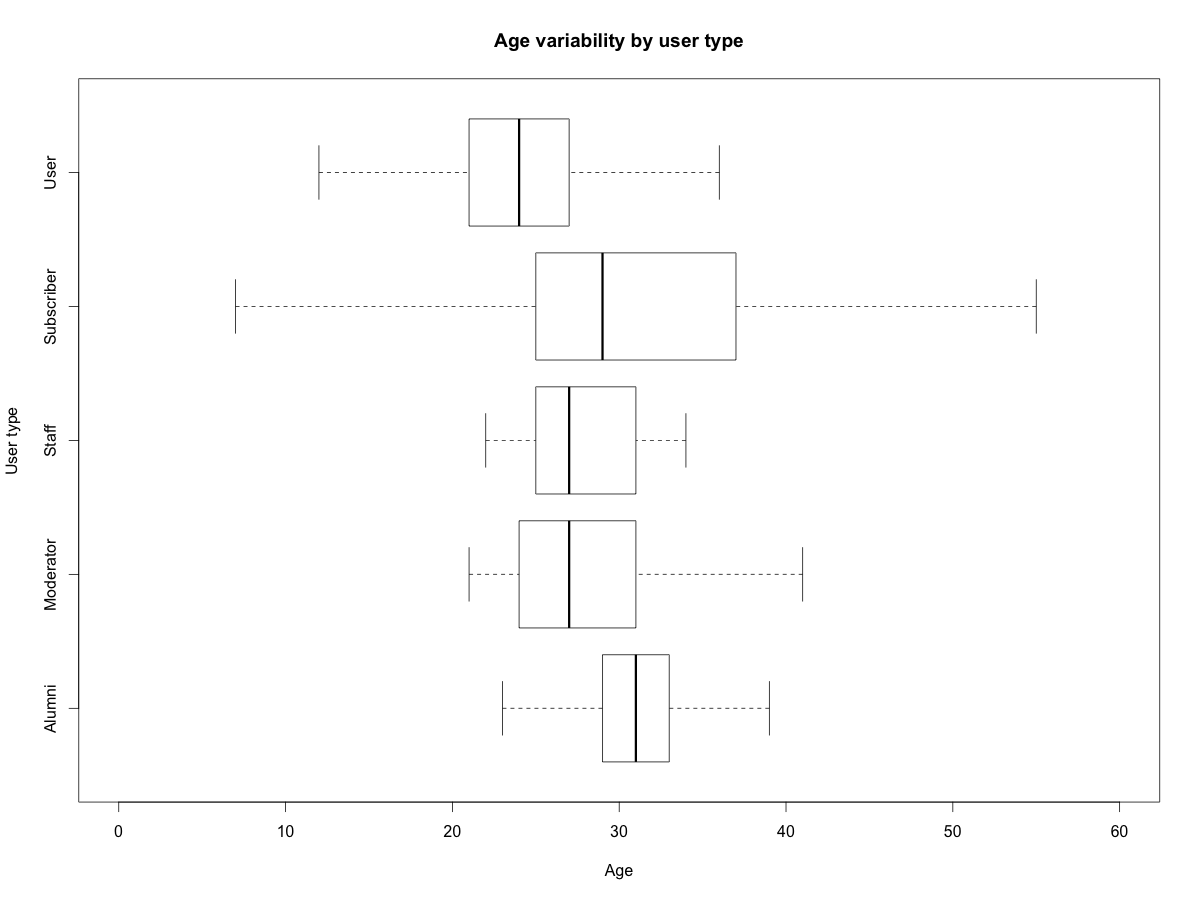 Age variability by user type
User type
User
Subscriber
Staff
Moderator
Alumni
0 10 20 30 40 50 60
Age